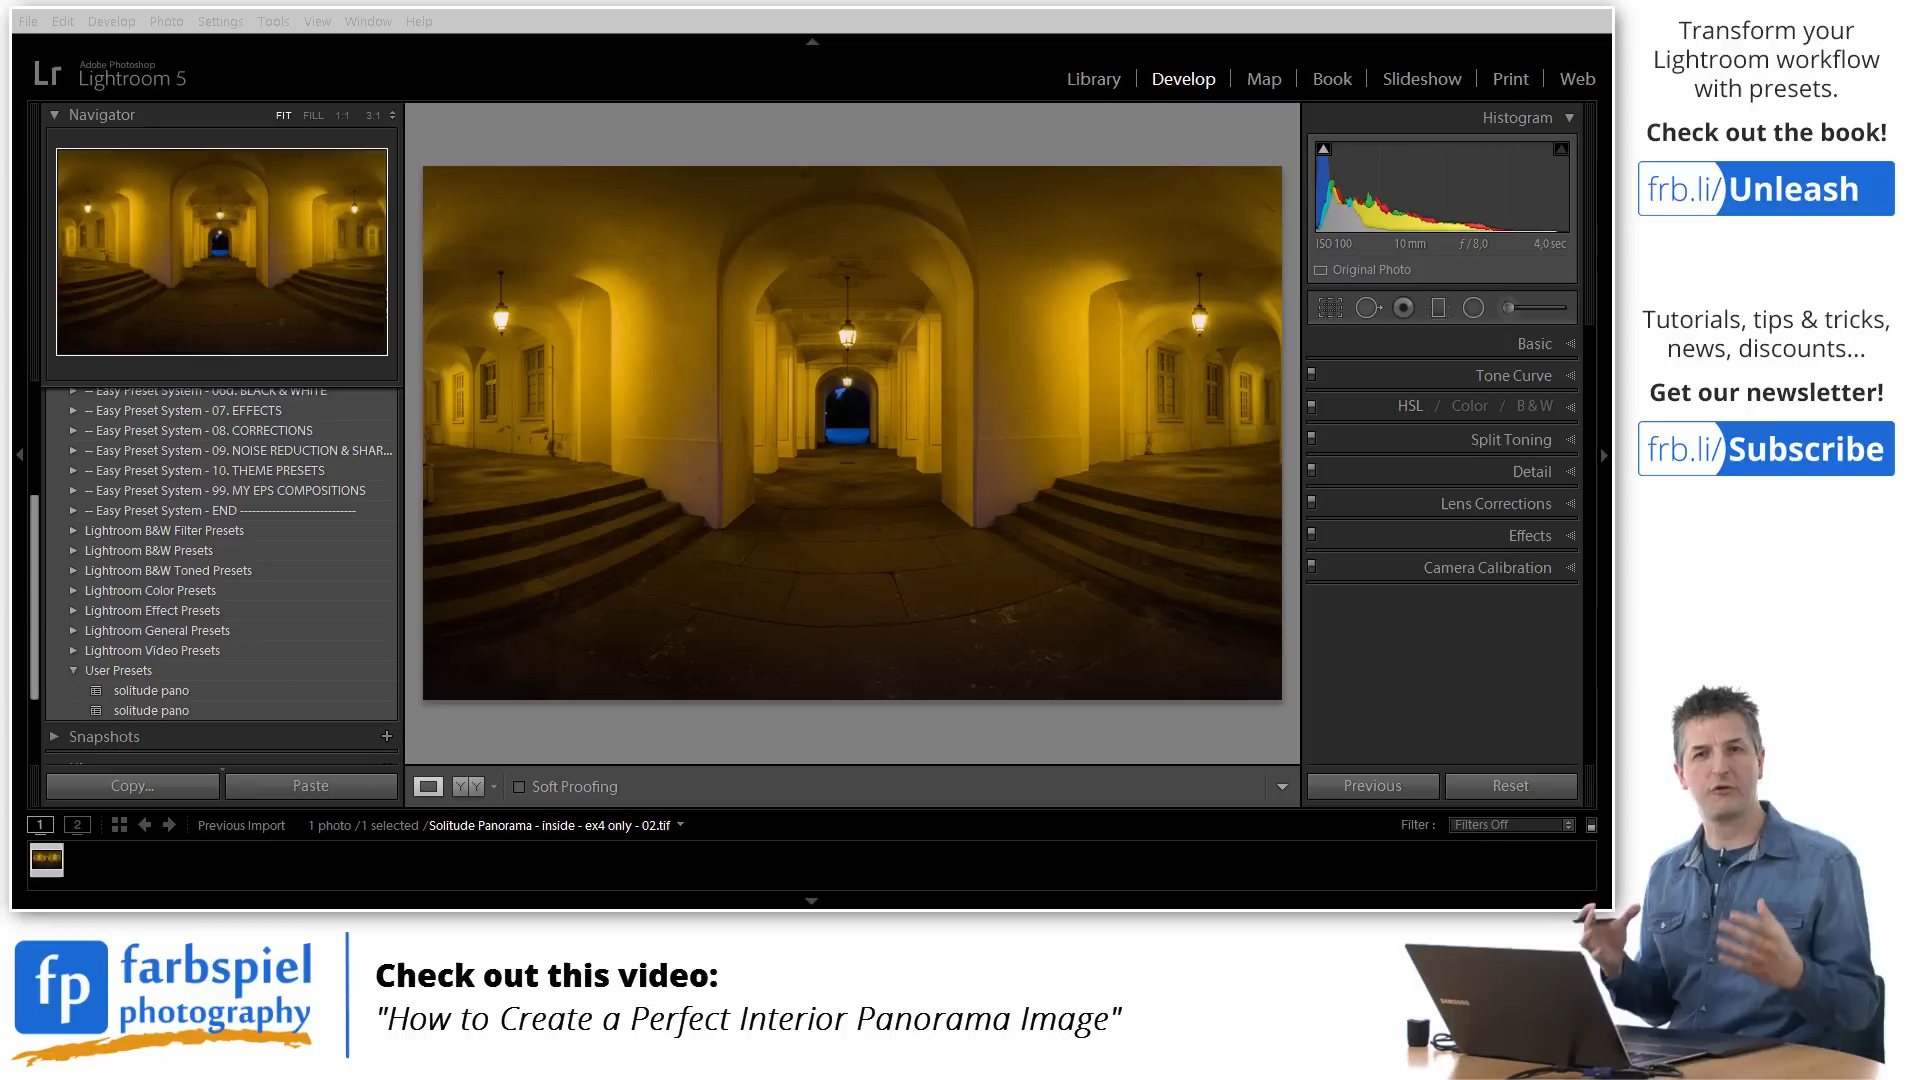 File Edit Develop Photo Settings Tools View Window Help
Lr Adobe Photoshop
Lightroom 5
Library Develop Map Book Slideshow Print Web
Navigator FIT FILL 1:1 3:1
-- Easy Preset System - 06d. BLACK & WHITE
-- Easy Preset System - 07. EFFECTS
-- Easy Preset System - 08. CORRECTIONS
-- Easy Preset System - 09. NOISE REDUCTION & SHAR...
-- Easy Preset System - 10. THEME PRESETS
-- Easy Preset System - 99. MY EPS COMPOSITIONS
-- Easy Preset System - END -----------------------------
Lightroom B&W Filter Presets
Lightroom B&W Presets
Lightroom B&W Toned Presets
Lightroom Color Presets
Lightroom Effect Presets
Lightroom General Presets
Lightroom Video Presets
User Presets
solitude pano
solitude pano
Snapshots +
Copy... Paste
Y Y Soft Proofing
Histogram
ISO 100 10 mm ƒ / 8,0 4,0 sec
Original Photo
Basic
Tone Curve
HSL / Color / B & W
Split Toning
Detail
Lens Corrections
Effects
Camera Calibration
Previous Reset
1 2 Previous Import 1 photo / 1 selected / Solitude Panorama - inside - ex4 only - 02.tif
Filter : Filters Off
Transform your
Lightroom workflow
with presets.
Check out the book!
frb.li/Unleash
Tutorials, tips & tricks,
news, discounts...
Get our newsletter!
frb.li/Subscribe
SAMSUNG
fp farbspiel
photography
Check out this video:
"How to Create a Perfect Interior Panorama Image"